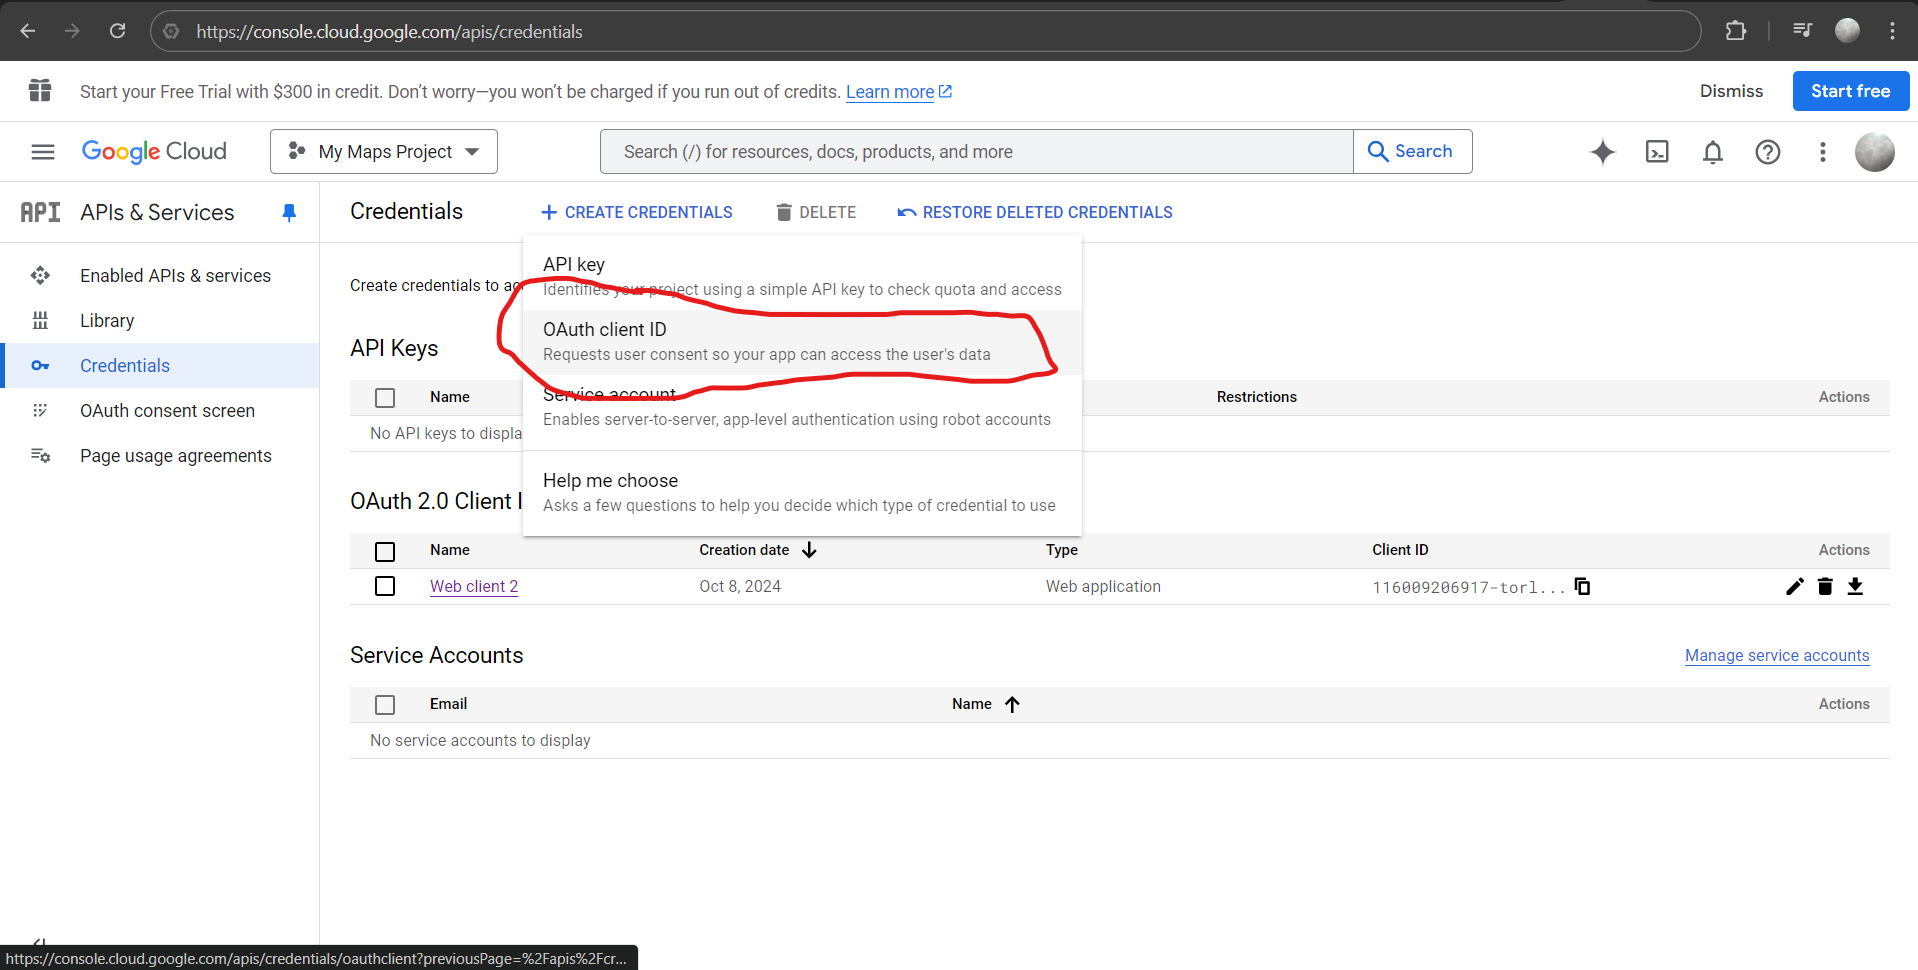 https://console.cloud.google.com/apis/credentials
Start your Free Trial with $300 in credit. Don’t worry—you won’t be charged if you run out of credits. Learn more
Dismiss
Start free
Google Cloud
My Maps Project
Search (/) for resources, docs, products, and more
Search
API
APIs & Services
Enabled APIs & services
Library
Credentials
OAuth consent screen
Page usage agreements
Credentials
CREATE CREDENTIALS
DELETE
RESTORE DELETED CREDENTIALS
API key
Identifies your project using a simple API key to check quota and access
OAuth client ID
Requests user consent so your app can access the user's data
Service account
Enables server-to-server, app-level authentication using robot accounts
Help me choose
Asks a few questions to help you decide which type of credential to use
Create credentials to ac
API Keys
Name
Restrictions
Actions
No API keys to displa
OAuth 2.0 Client I
Name
Creation date
Type
Client ID
Actions
Web client 2
Oct 8, 2024
Web application
116009206917-torl...
Service Accounts
Manage service accounts
Email
Name
Actions
No service accounts to display
https://console.cloud.google.com/apis/credentials/oauthclient?previousPage=%2Fapis%2Fcr...